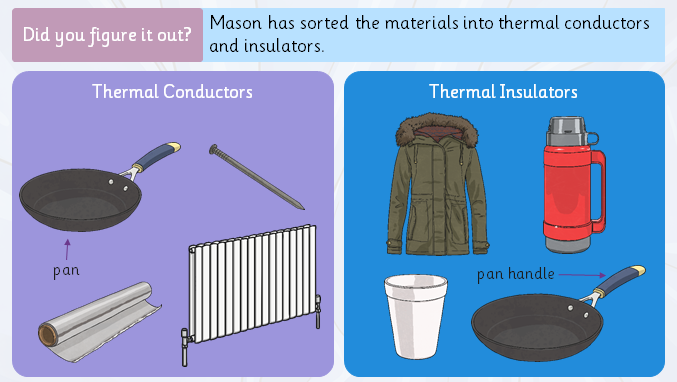 Did you figure it out?
Mason has sorted the materials into thermal conductors
and insulators.
Thermal Conductors
pan
Thermal Insulators
pan handle